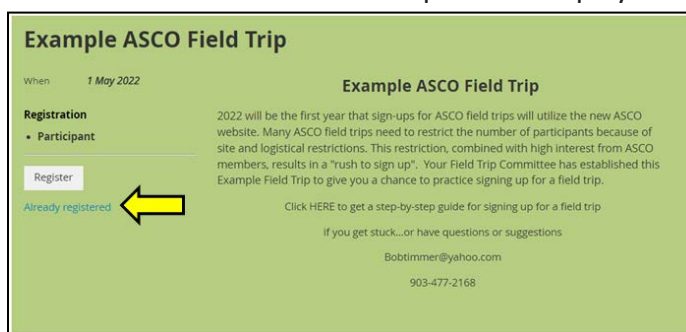 Example ASCO Field Trip
When 1 May 2022
Registration
• Participant
Register
Already registered
Example ASCO Field Trip
2022 will be the first year that sign-ups for ASCO field trips will utilize the new ASCO
website. Many ASCO field trips need to restrict the number of participants because of
site and logistical restrictions. This restriction, combined with high interest from ASCO
members, results in a "rush to sign up". Your Field Trip Committee has established this
Example Field Trip to give you a chance to practice signing up for a field trip.
Click HERE to get a step-by-step guide for signing up for a field trip
if you get stuck...or have questions or suggestions
Bobtimmer@yahoo.com
903-477-2168